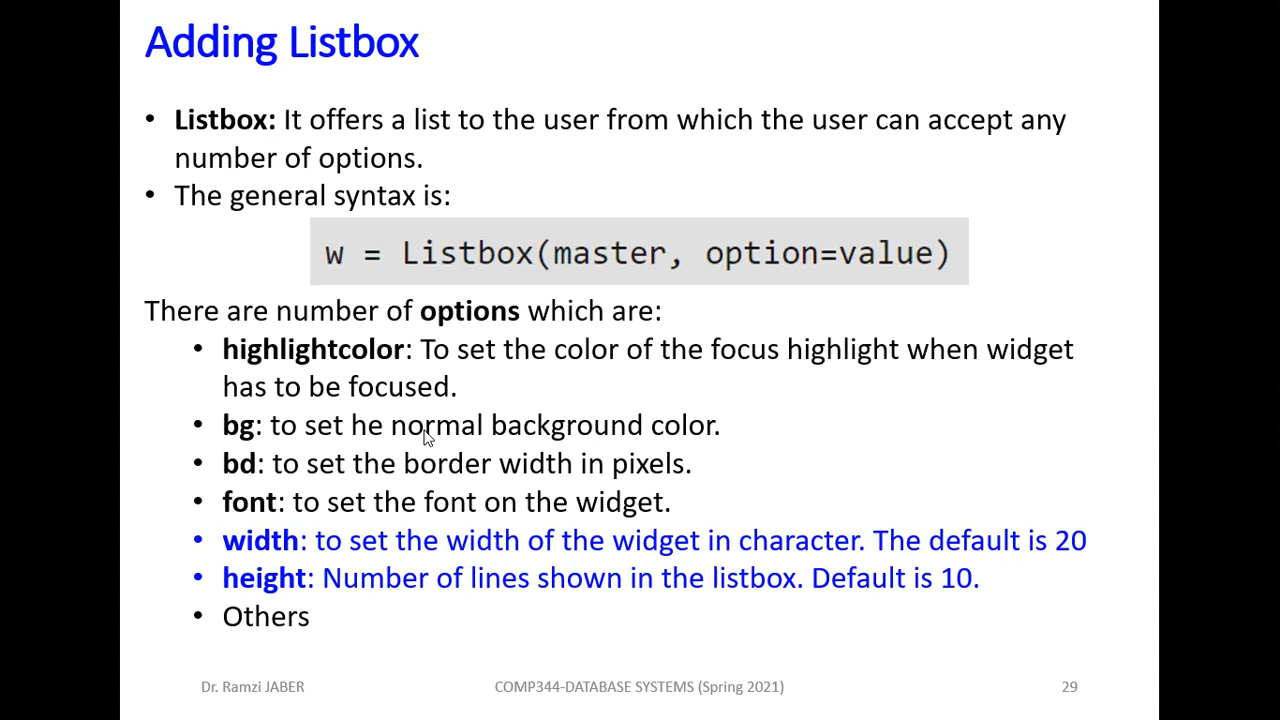 Adding Listbox
• Listbox: It offers a list to the user from which the user can accept any
number of options.
• The general syntax is:
w = Listbox(master, option=value)
There are number of options which are:
• highlightcolor: To set the color of the focus highlight when widget
has to be focused.
• bg: to set he normal background color.
• bd: to set the border width in pixels.
• font: to set the font on the widget.
• width: to set the width of the widget in character. The default is 20
• height: Number of lines shown in the listbox. Default is 10.
• Others
Dr. Ramzi JABER COMP344-DATABASE SYSTEMS (Spring 2021) 29